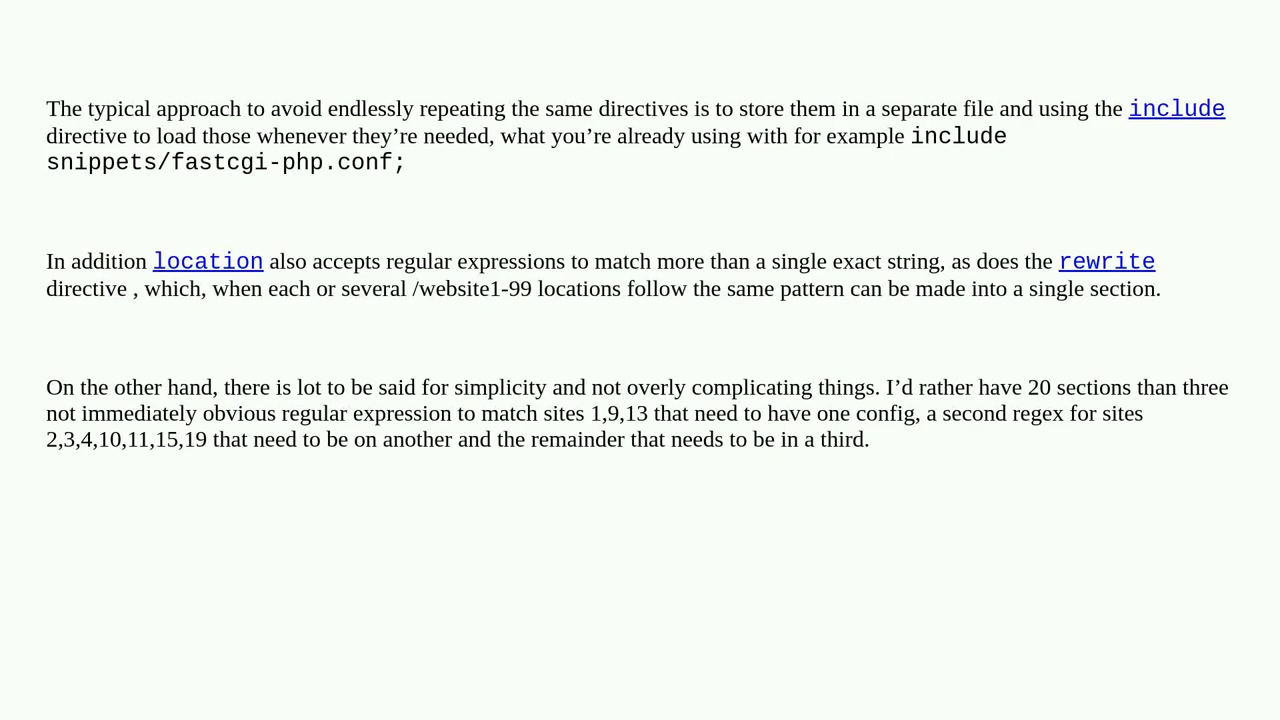 The typical approach to avoid endlessly repeating the same directives is to store them in a separate file and using the include
directive to load those whenever they’re needed, what you’re already using with for example include
snippets/fastcgi-php.conf;
In addition location also accepts regular expressions to match more than a single exact string, as does the rewrite
directive , which, when each or several /website1-99 locations follow the same pattern can be made into a single section.
On the other hand, there is lot to be said for simplicity and not overly complicating things. I’d rather have 20 sections than three
not immediately obvious regular expression to match sites 1,9,13 that need to have one config, a second regex for sites
2,3,4,10,11,15,19 that need to be on another and the remainder that needs to be in a third.